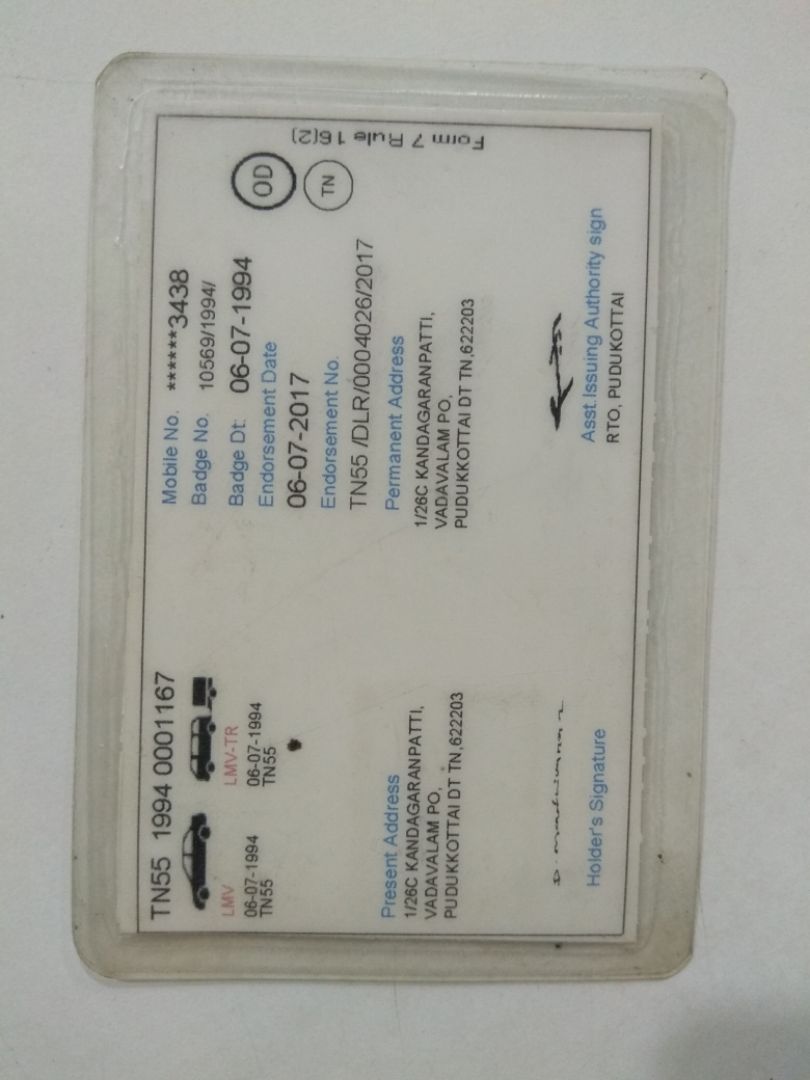 Form 7 Rule 16(2)
TN55 1994 0001167
LMV
06-07-1994
TN55
LMV-TR
06-07-1994
TN55
Mobile No. ******3438
Badge No. 10569/1994/
Badge Dt: 06-07-1994
Endorsement Date
06-07-2017
Endorsement No.
TN55 /DLR/0004026/2017
OD
TN
Present Address
1/26C KANDAGARANPATTI,
VADAVALAM PO,
PUDUKKOTTAI DT TN,622203
Permanent Address
1/26C KANDAGARANPATTI,
VADAVALAM PO,
PUDUKKOTTAI DT TN,622203
Holder's Signature
Asst.Issuing Authority sign
RTO, PUDUKOTTAI